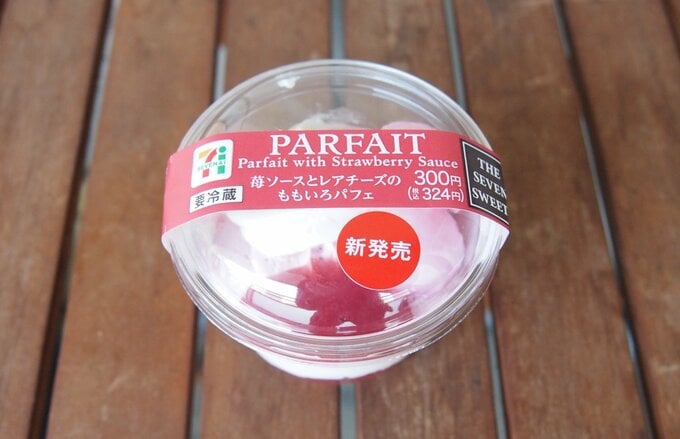 PARFAIT
Parfait with Strawberry Sauce
苺ソースとレアチーズの
ももいろパフェ
300円
(税込324円)
要冷蔵
THE
SEVEN
SWEET
新発売